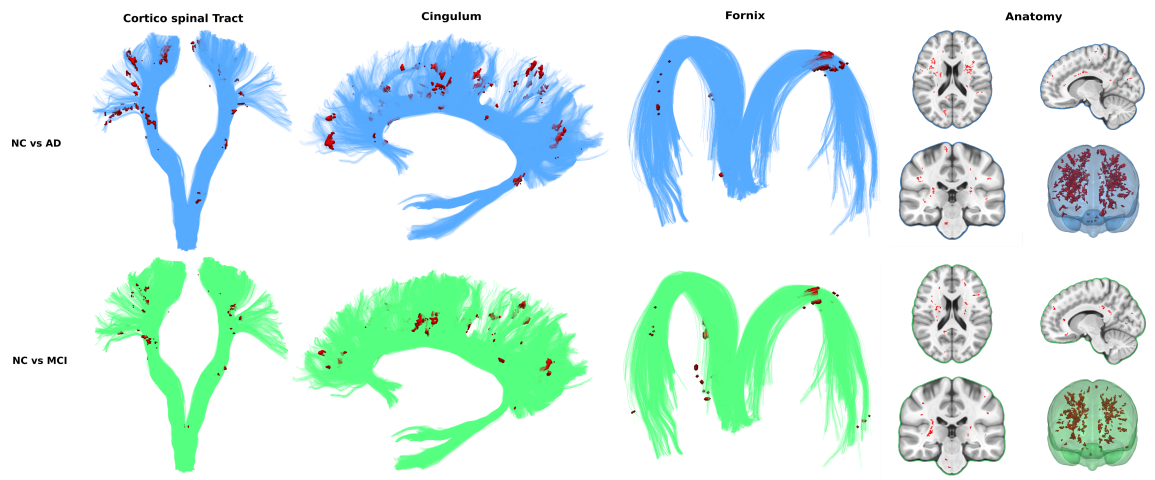 Cortico spinal Tract
Cingulum
Fornix
Anatomy
NC vs AD
NC vs MCI